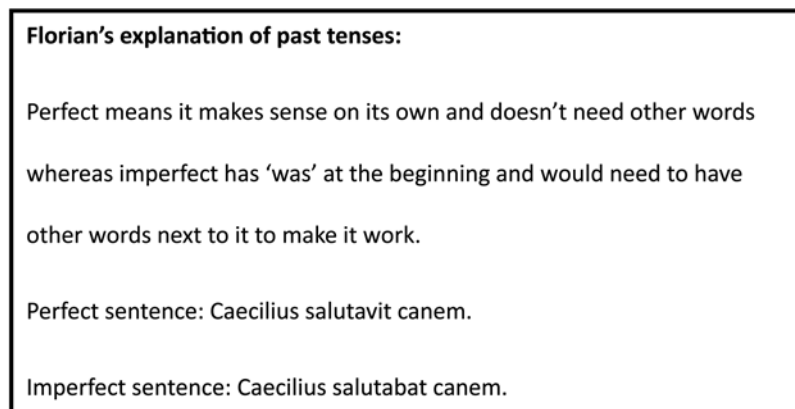 Florian’s explanation of past tenses:
Perfect means it makes sense on its own and doesn’t need other words
whereas imperfect has ‘was’ at the beginning and would need to have
other words next to it to make it work.
Perfect sentence: Caecilius salutavit canem.
Imperfect sentence: Caecilius salutabat canem.